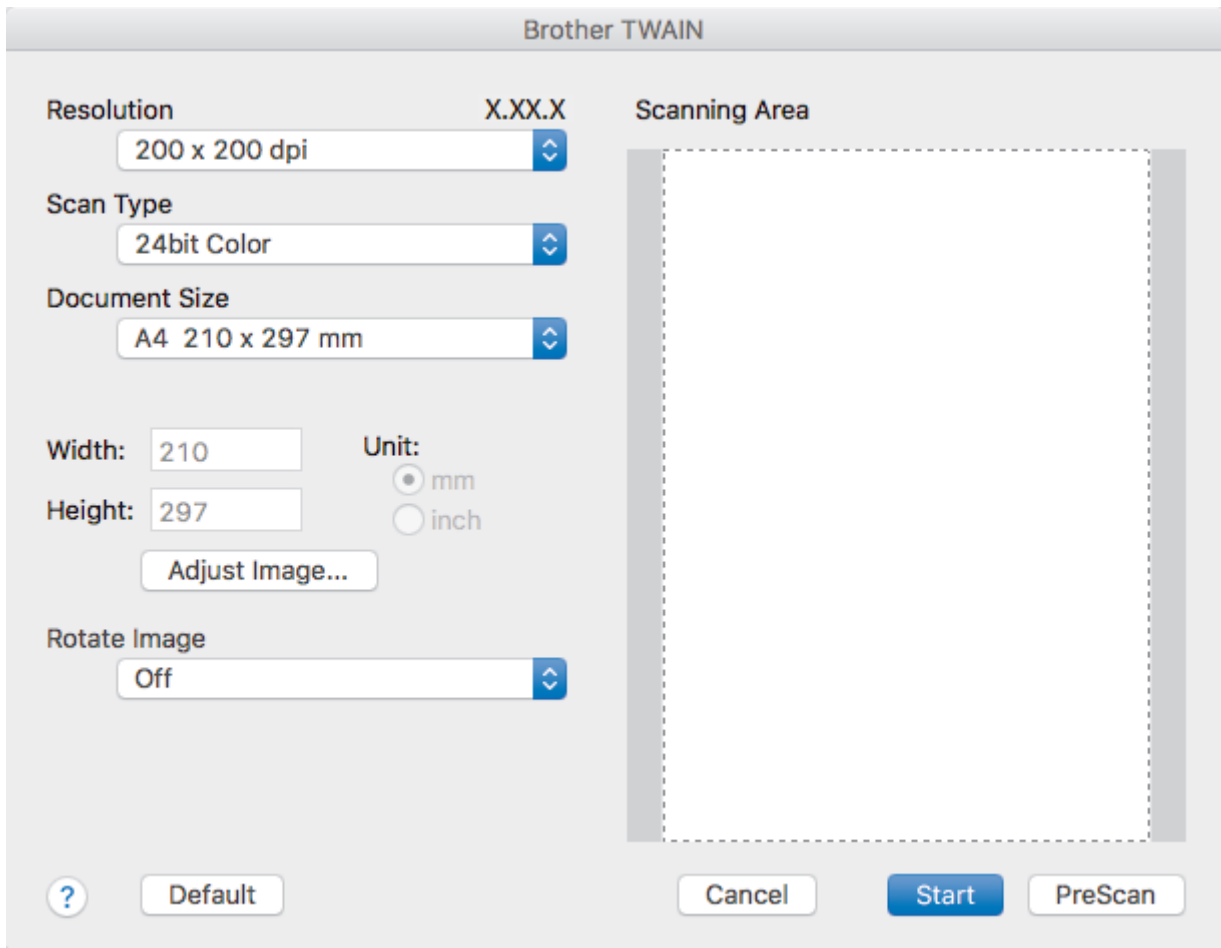 Brother TWAIN
Resolution X.XX.X
200 x 200 dpi
Scan Type
24bit Color
Document Size
A4 210 x 297 mm
Width: 210
Height: 297
Unit:
mm
inch
Adjust Image...
Rotate Image
Off
Scanning Area
? Default Cancel Start PreScan